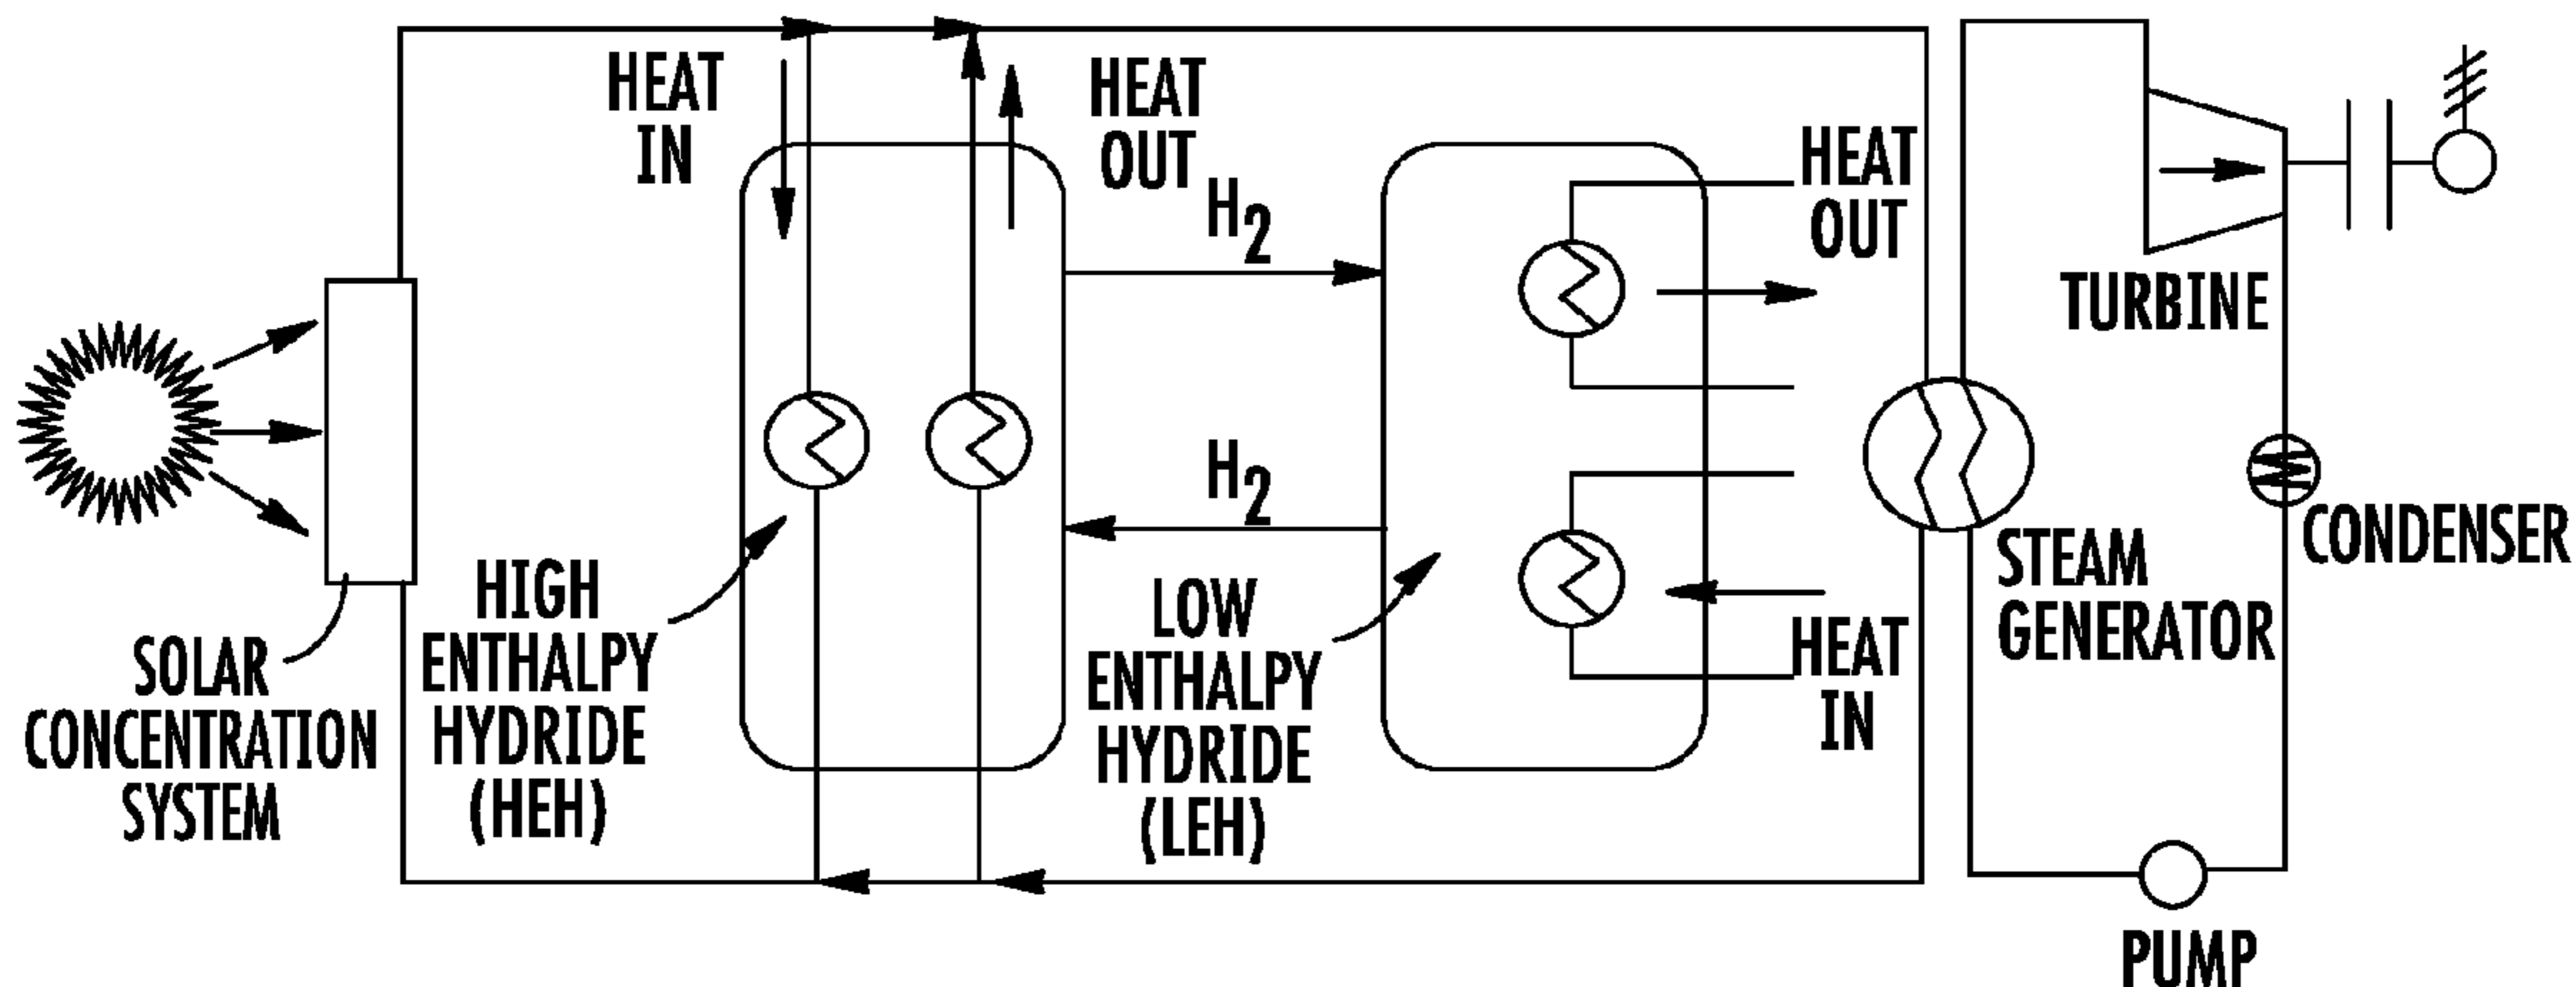 HEAT
IN
HEAT
OUT
H2
HEAT
OUT
TURBINE
H2
HEAT
IN
STEAM
GENERATOR
CONDENSER
SOLAR
CONCENTRATION
SYSTEM
HIGH
ENTHALPY
HYDRIDE
(HEH)
LOW
ENTHALPY
HYDRIDE
(LEH)
PUMP